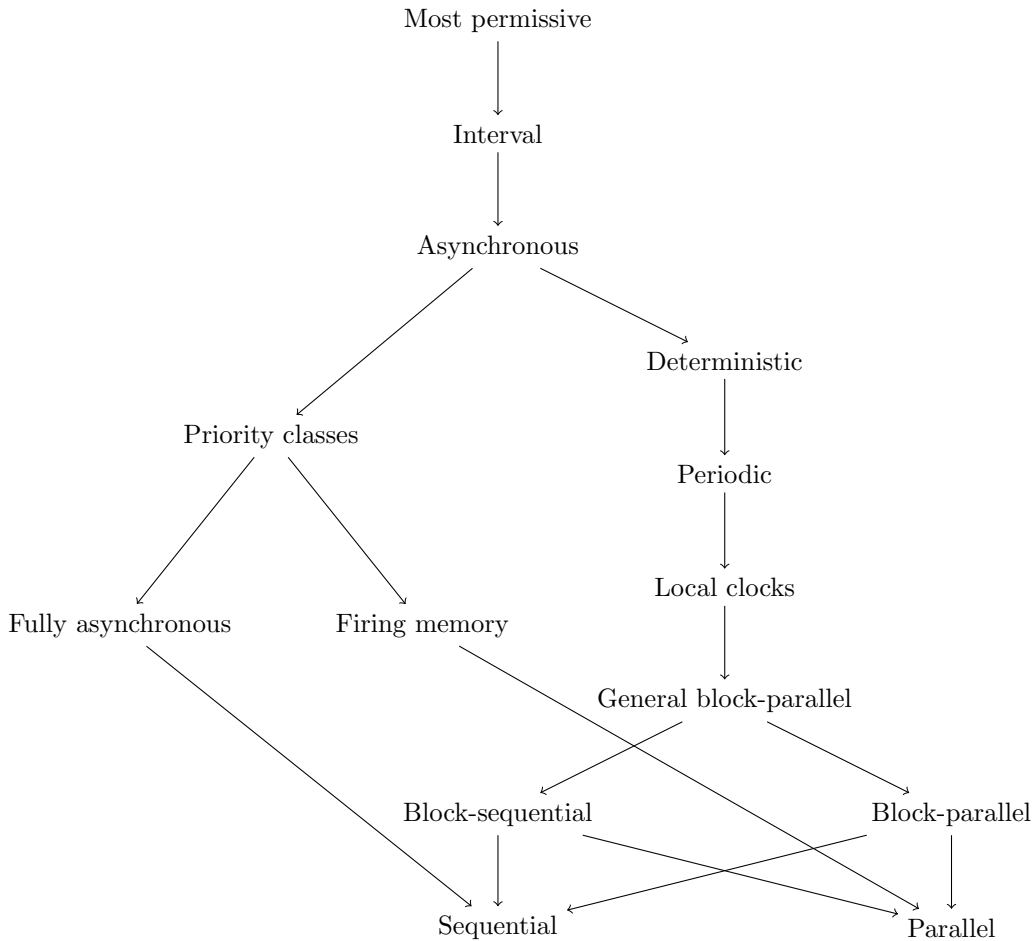 Most permissive
Interval
Asynchronous
Deterministic
Priority classes
Periodic
Local clocks
Fully asynchronous
Firing memory
General block-parallel
Block-sequential
Block-parallel
Sequential
Parallel